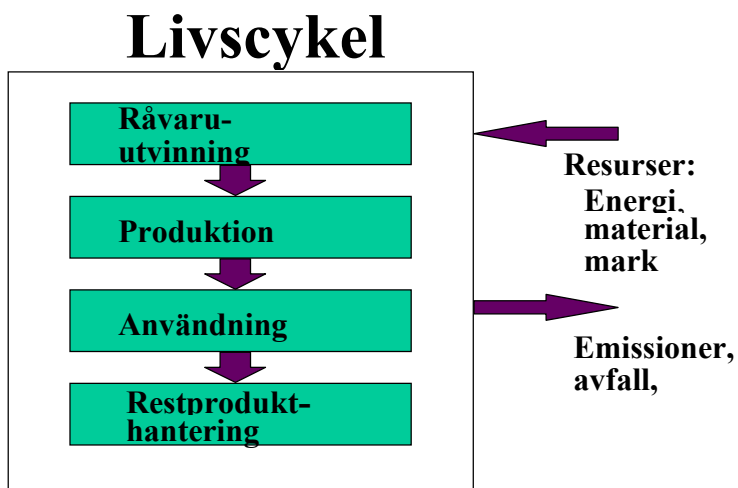 Livscykel
Råvaru-
utvinning
Produktion
Användning
Restprodukt-
hantering
Resurser:
Energi,
material,
mark
Emissioner,
avfall,